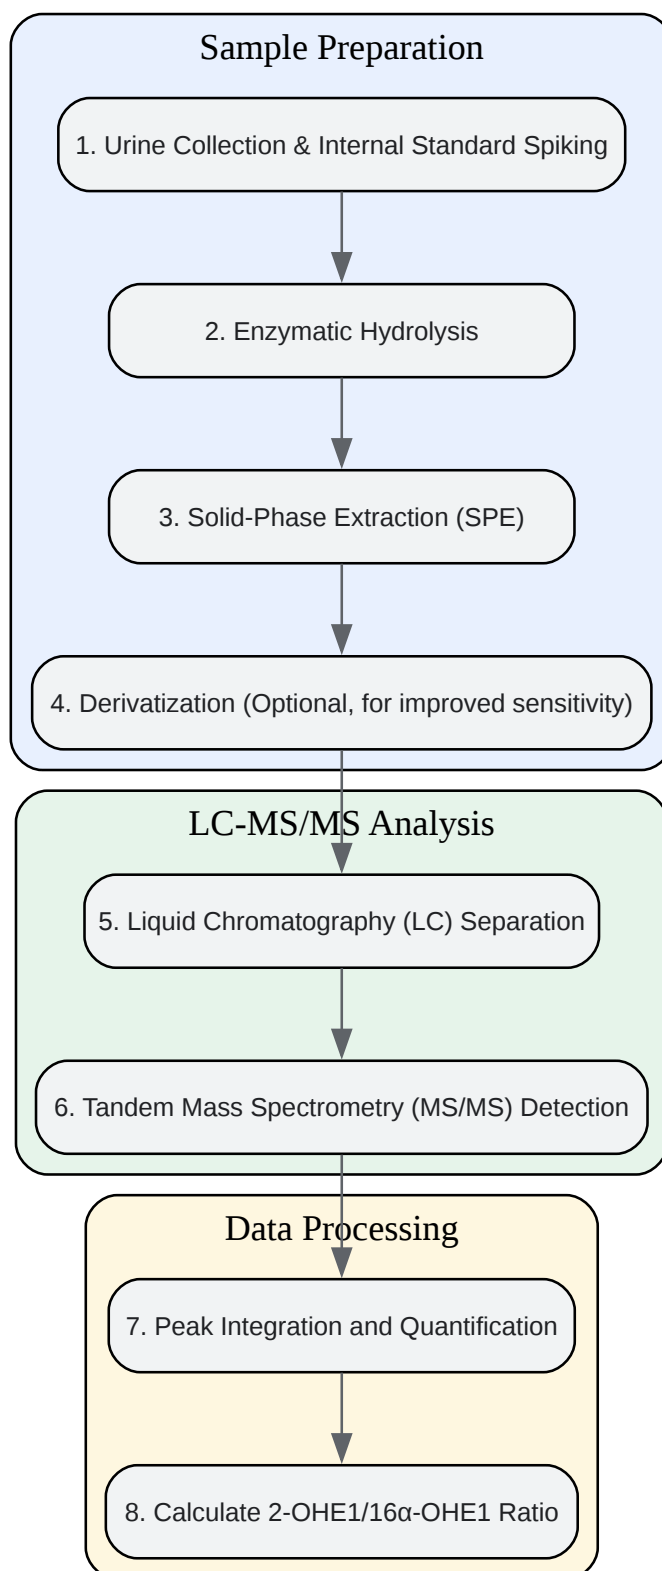 Sample Preparation
1. Urine Collection & Internal Standard Spiking
2. Enzymatic Hydrolysis
3. Solid-Phase Extraction (SPE)
4. Derivatization (Optional, for improved sensitivity)
LC-MS/MS Analysis
5. Liquid Chromatography (LC) Separation
6. Tandem Mass Spectrometry (MS/MS) Detection
Data Processing
7. Peak Integration and Quantification
8. Calculate 2-OHE1/16α-OHE1 Ratio